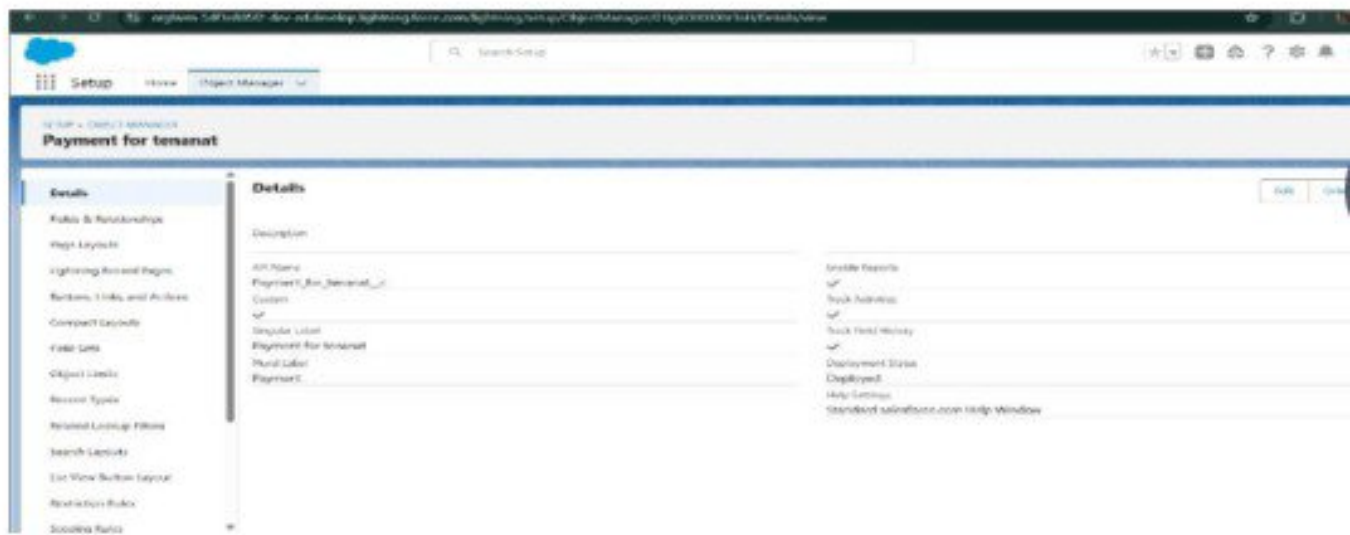 Search Setup
Setup Home Object Manager
SETUP > OBJECT MANAGER
Payment for tenanat
Details
Fields & Relationships
Page Layouts
Lightning Record Pages
Buttons, Links, and Actions
Compact Layouts
Field Sets
Object Limits
Record Types
Related Lookup Filters
Search Layouts
List View Button Layout
Restriction Rules
Scoping Rules
Details
Edit
Description
API Name
Payment_for_tenanat__c
Custom
Singular Label
Payment for tenanat
Plural Label
Payment
Enable Reports
Track Activities
Track Field History
Deployment Status
Deployed
Help Settings
Standard salesforce.com Help Window